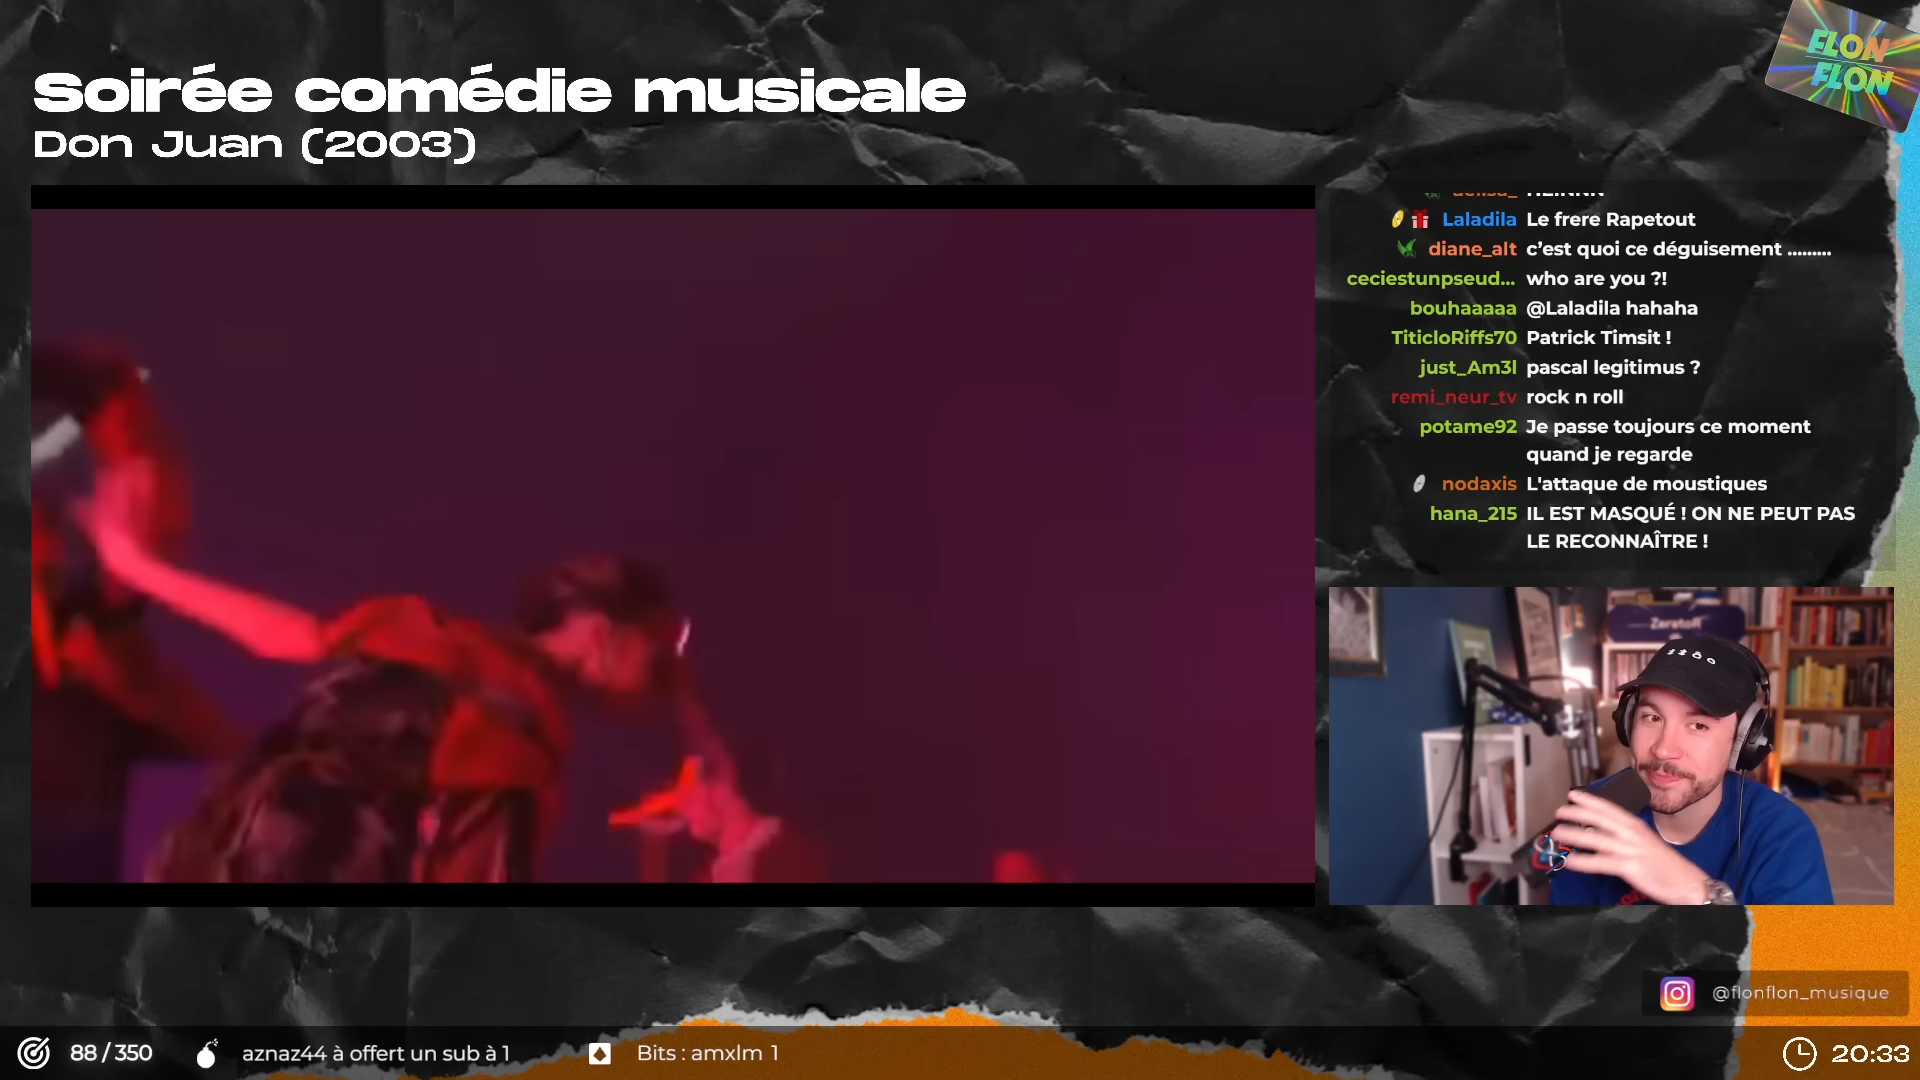 Soirée comédie musicale
Don Juan (2003)
FLON
FLON
Laladila Le frere Rapetout
diane_alt c'est quoi ce déguisement .........
ceciestunpseud... who are you ?!
bouhaaaaa @Laladila hahaha
TiticloRiffs70 Patrick Timsit !
just_Am3l pascal legitimus ?
remi_neur_tv rock n roll
potame92 Je passe toujours ce moment
quand je regarde
nodaxis L'attaque de moustiques
hana_215 IL EST MASQUÉ ! ON NE PEUT PAS
LE RECONNAÎTRE !
ZeratoR
@flonflon_musique
88 / 350
aznaz44 à offert un sub à 1
Bits : amxlm 1
20:33